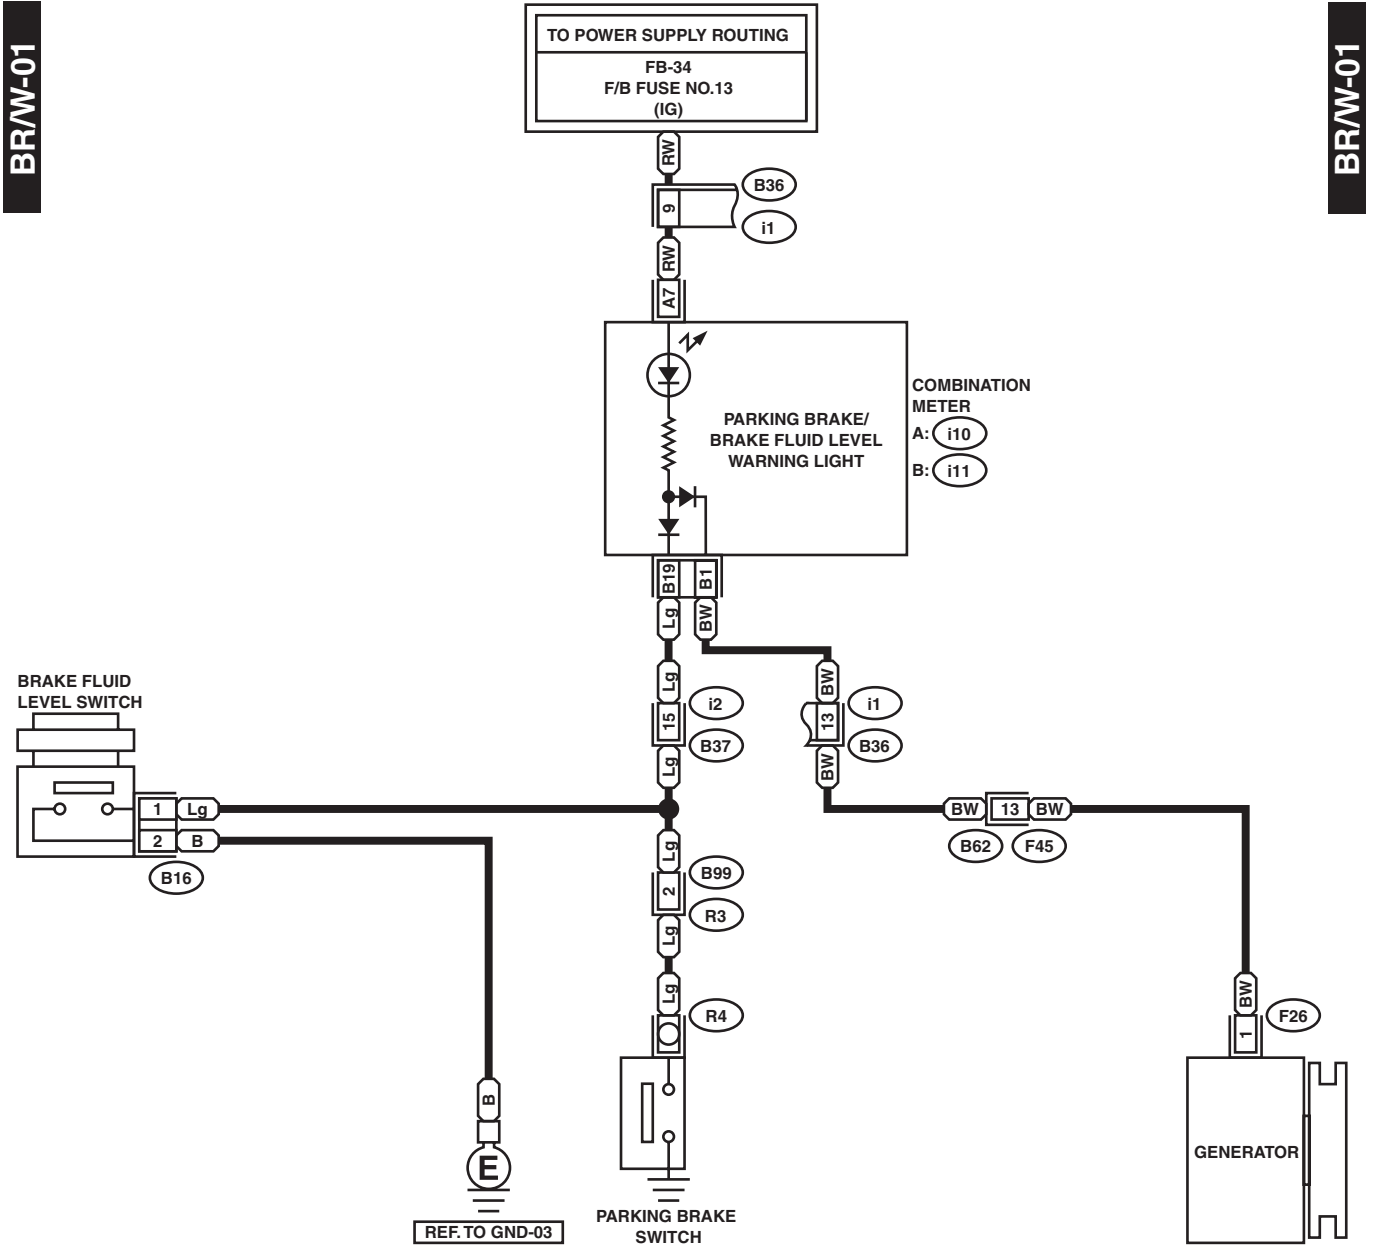 BR/W-01
BR/W-01
TO POWER SUPPLY ROUTING
FB-34
F/B FUSE NO.13
(IG)
RW
B36
9
i1
RW
A7
COMBINATION
METER
A: i10
B: i11
PARKING BRAKE/
BRAKE FLUID LEVEL
WARNING LIGHT
B19
B1
Lg
BW
BRAKE FLUID
LEVEL SWITCH
Lg
BW
i2
i1
15
13
B37
B36
Lg
BW
1 Lg
BW 13 BW
2 B
B62 F45
B16
Lg
B99
2
R3
Lg
Lg
BW
R4
F26
1
B
E
REF. TO GND-03
PARKING BRAKE
SWITCH
GENERATOR